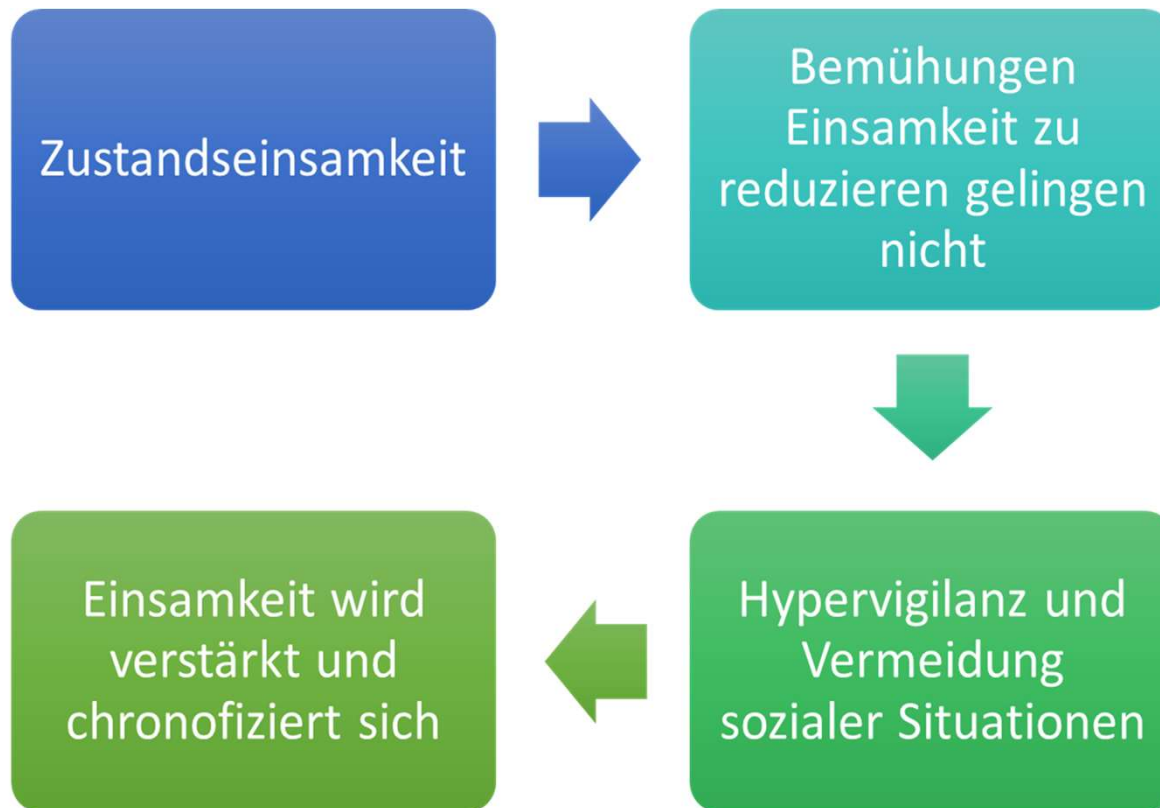 Zustandseinsamkeit
Bemühungen
Einsamkeit zu
reduzieren gelingen
nicht
Hypervigilanz und
Vermeidung
sozialer Situationen
Einsamkeit wird
verstärkt und
chronofiziert sich